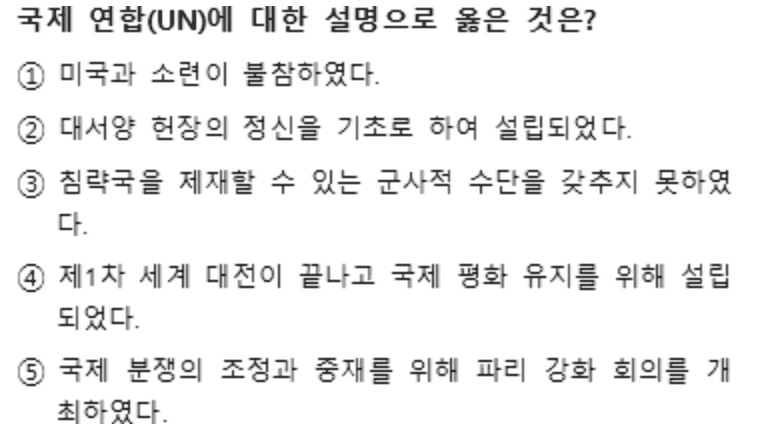 국제 연합(UN)에 대한 설명으로 옳은 것은?
① 미국과 소련이 불참하였다.
② 대서양 헌장의 정신을 기초로 하여 설립되었다.
③ 침략국을 제재할 수 있는 군사적 수단을 갖추지 못하였
다.
④ 제1차 세계 대전이 끝나고 국제 평화 유지를 위해 설립
되었다.
⑤ 국제 분쟁의 조정과 중재를 위해 파리 강화 회의를 개
최하였다.